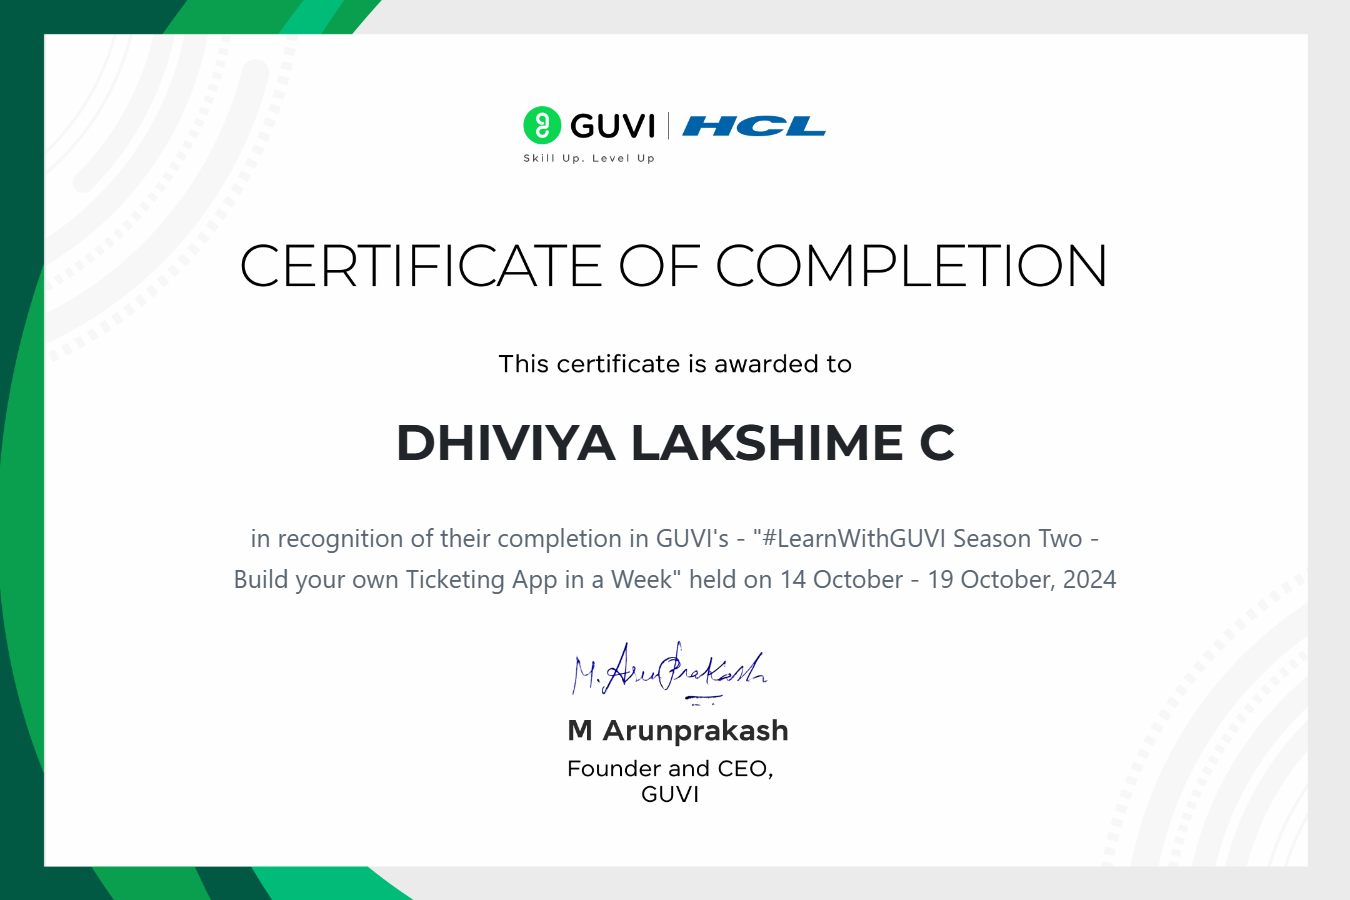 GUVI HCL
Skill Up. Level Up
CERTIFICATE OF COMPLETION
This certificate is awarded to
DHIVIYA LAKSHIME C
in recognition of their completion in GUVI's - "#LearnWithGUVI Season Two -
Build your own Ticketing App in a Week" held on 14 October - 19 October, 2024
M. Arunprakash
M Arunprakash
Founder and CEO,
GUVI